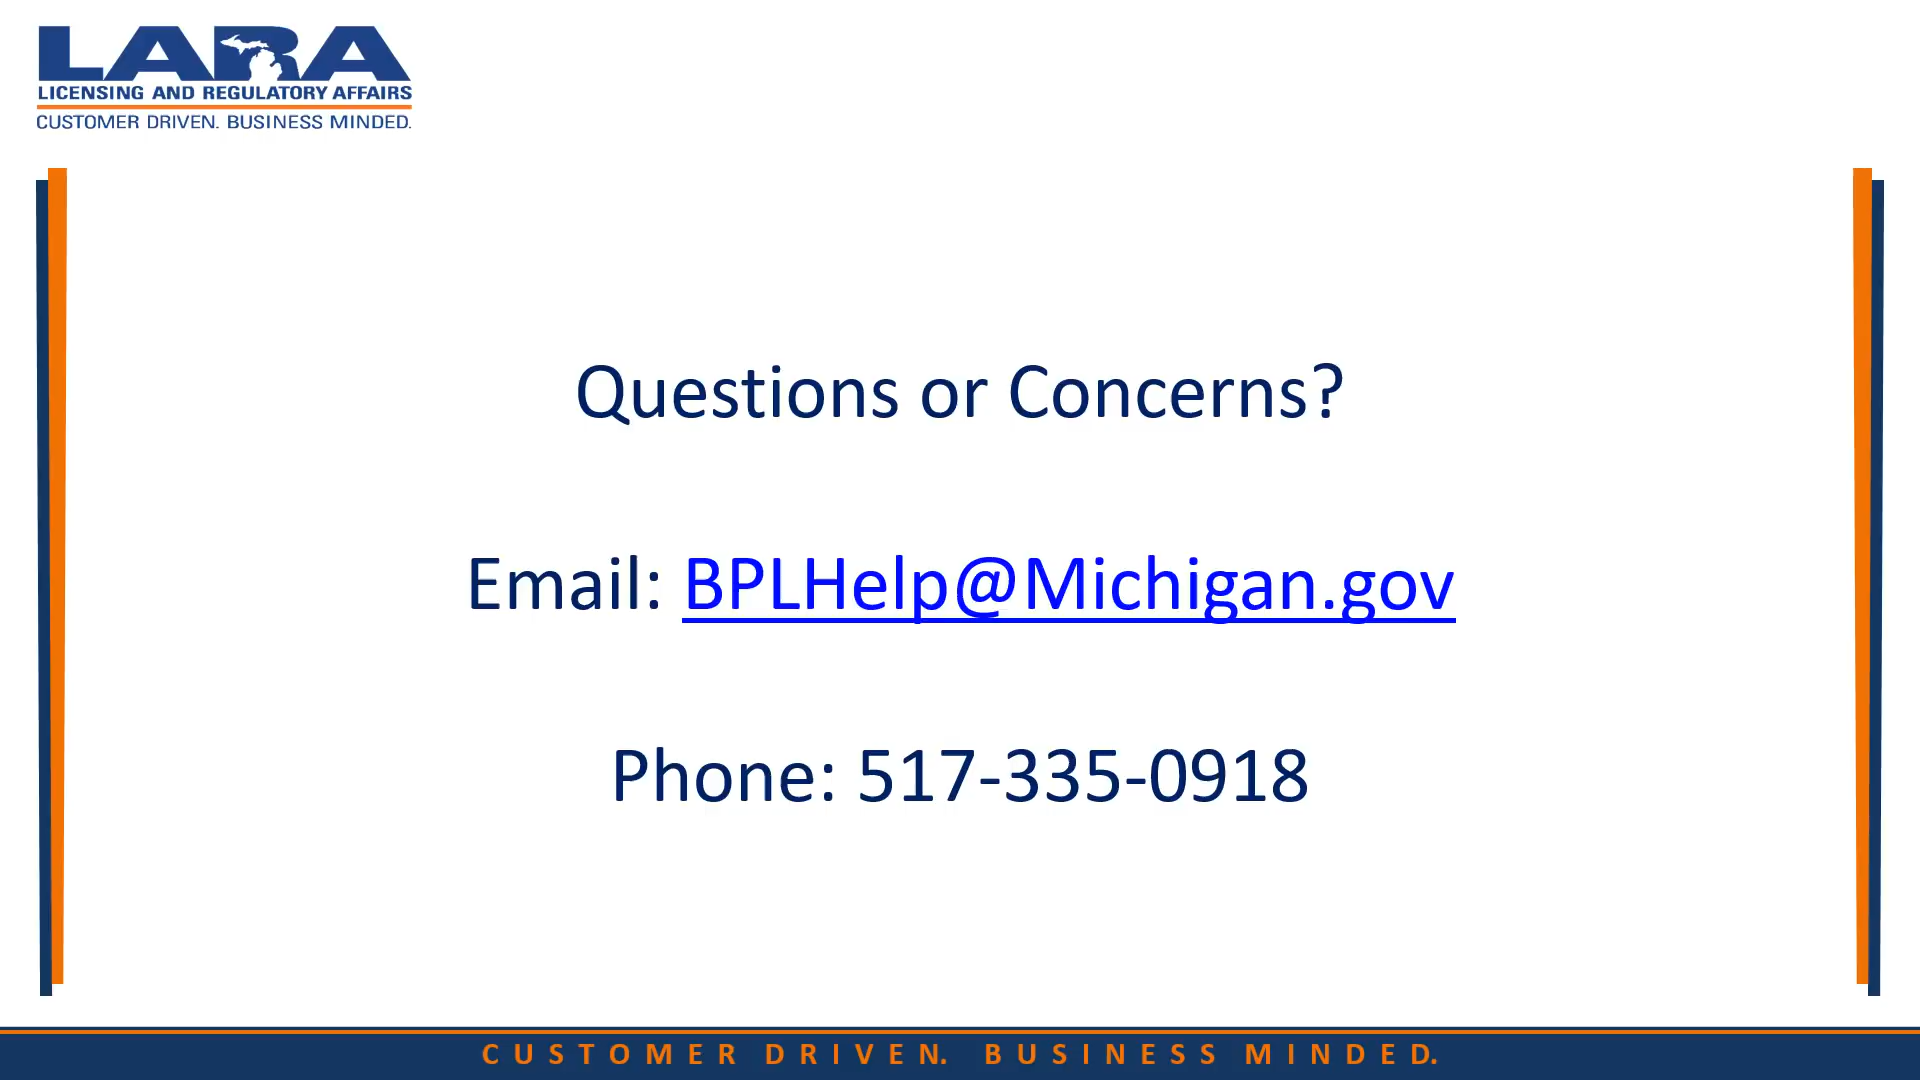 LARA
LICENSING AND REGULATORY AFFAIRS
CUSTOMER DRIVEN. BUSINESS MINDED.
Questions or Concerns?
Email: BPLHelp@Michigan.gov
Phone: 517-335-0918
CUSTOMER DRIVEN. BUSINESS MINDED.